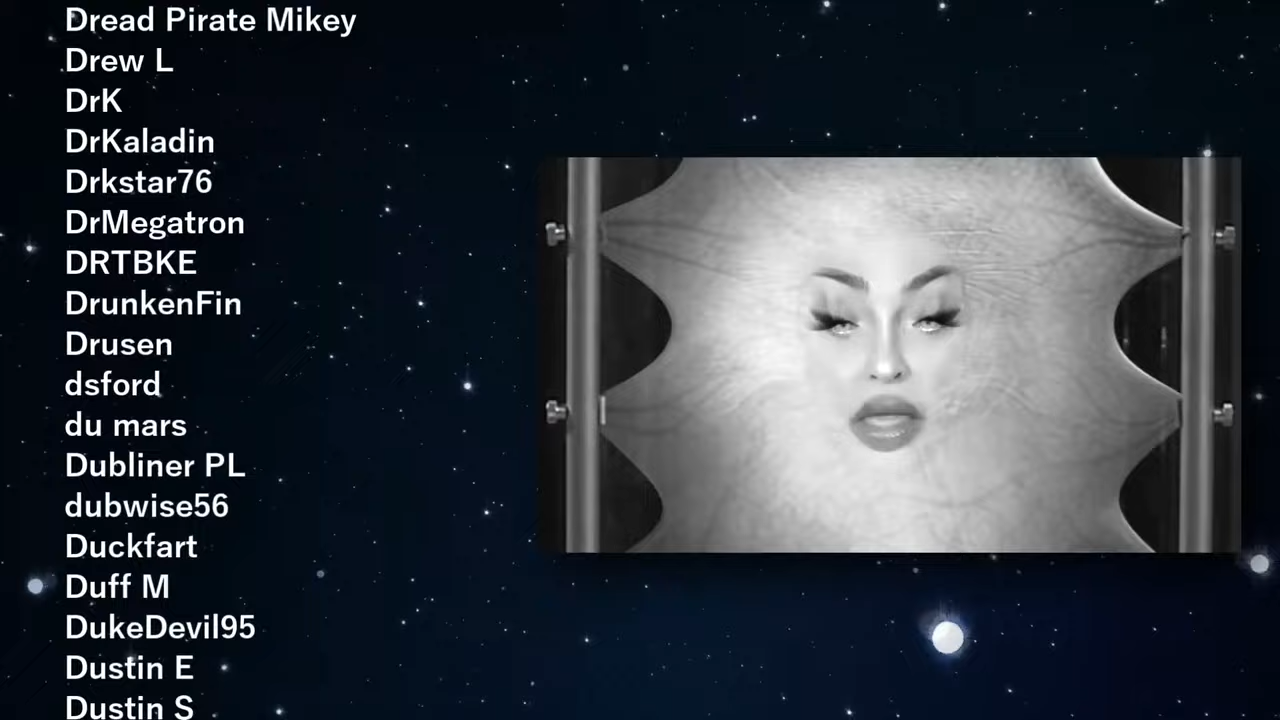 Dread Pirate Mikey
Drew L
DrK
DrKaladin
Drkstar76
DrMegatron
DRTBKE
DrunkenFin
Drusen
dsford
du mars
Dubliner PL
dubwise56
Duckfart
Duff M
DukeDevil95
Dustin E
Dustin S